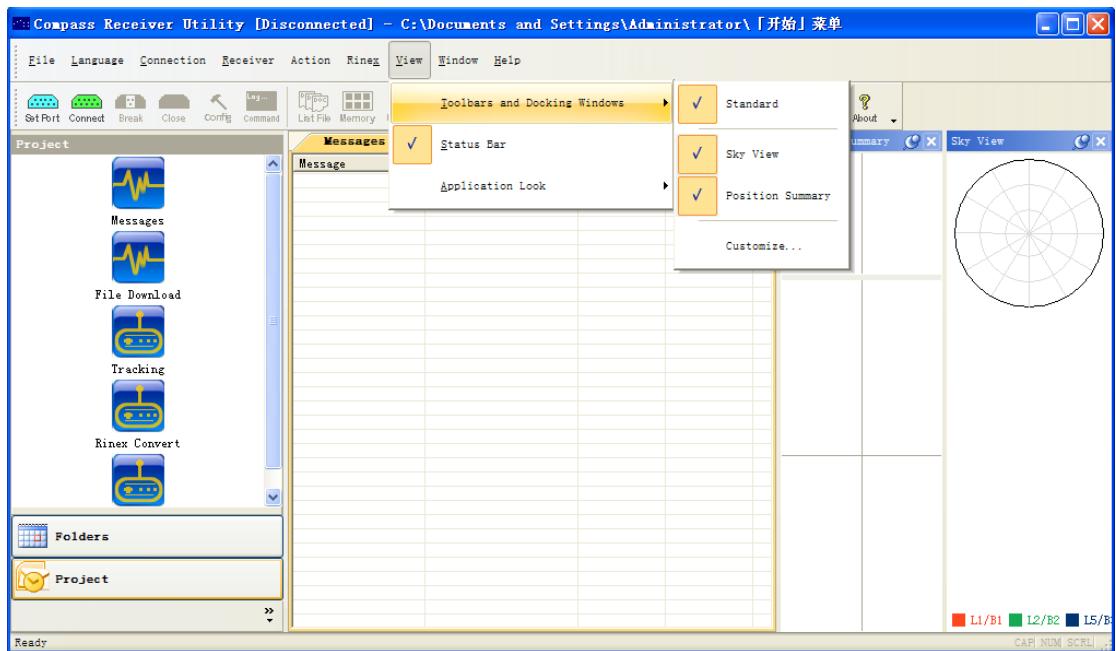 Compass Receiver Utility [Disconnected] - C:\Documents and Settings\Administrator\「开始」菜单
File Language Connection Receiver Action Rinex View Window Help
Set Port Connect Break Close Config Command List File Memory About
Log...
Toolbars and Docking Windows
Status Bar
Application Look
Standard
Sky View
Position Summary
Customize...
Project
Messages
File Download
Tracking
Rinex Convert
Folders
Project
Messages
Message
ummary
Sky View
L1/B1 L2/B2 L5/B
Ready
CAP NUM SCRL